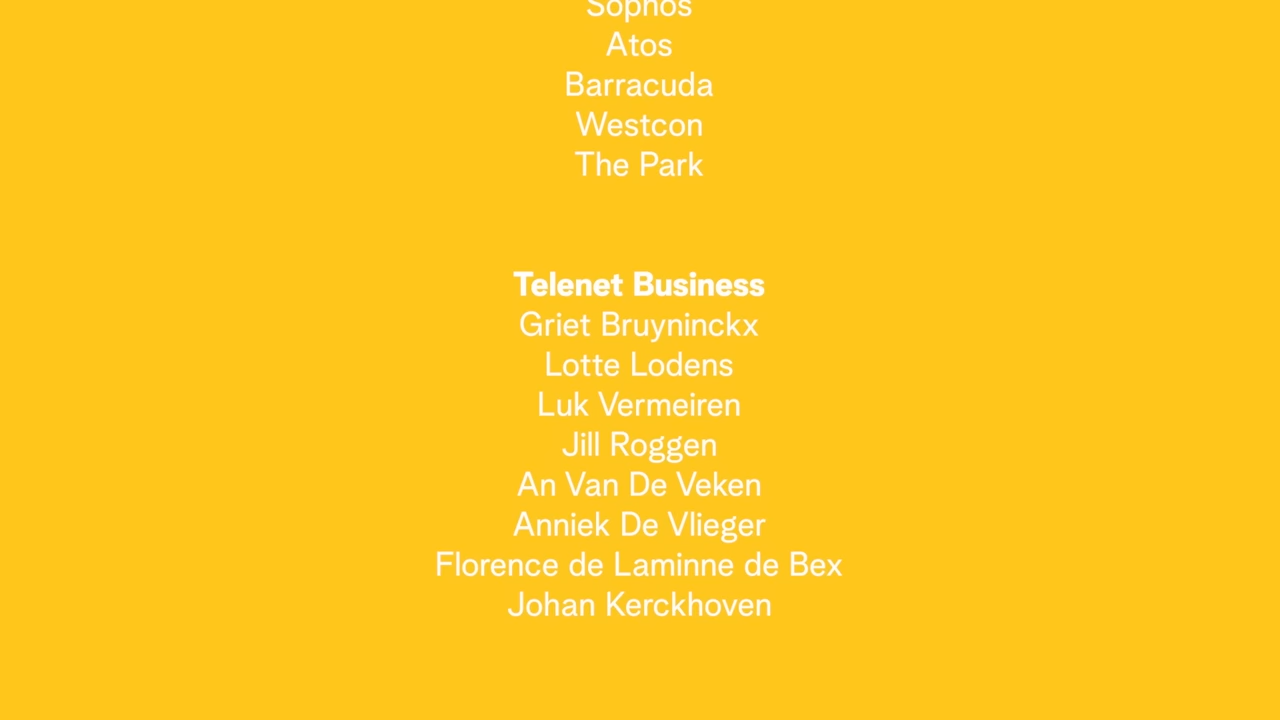 Sophos
Atos
Barracuda
Westcon
The Park
Telenet Business
Griet Bruyninckx
Lotte Lodens
Luk Vermeiren
Jill Roggen
An Van De Veken
Anniek De Vlieger
Florence de Laminne de Bex
Johan Kerckhoven